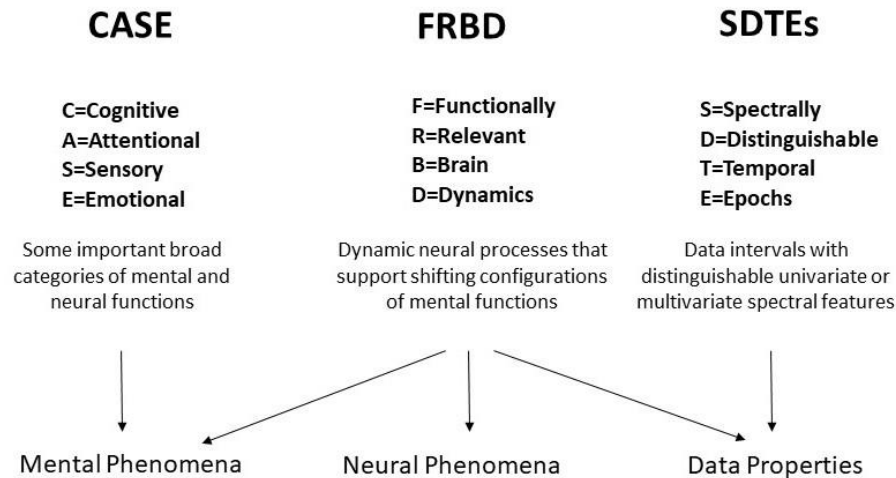 CASE
C=Cognitive
A=Attentional
S=Sensory
E=Emotional
Some important broad
categories of mental and
neural functions
FRBD
F=Functionally
R=Relevant
B=Brain
D=Dynamics
Dynamic neural processes that
support shifting configurations
of mental functions
SDTEs
S=Spectrally
D=Distinguishable
T=Temporal
E=Epochs
Data intervals with
distinguishable univariate or
multivariate spectral features
Mental Phenomena
Neural Phenomena
Data Properties